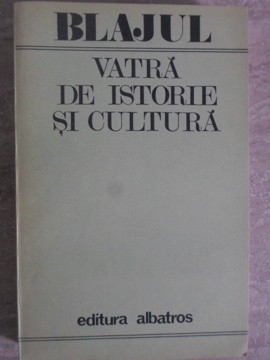 BLAJUL
VATRĂ
DE ISTORIE
ȘI CULTURĂ
editura albatros